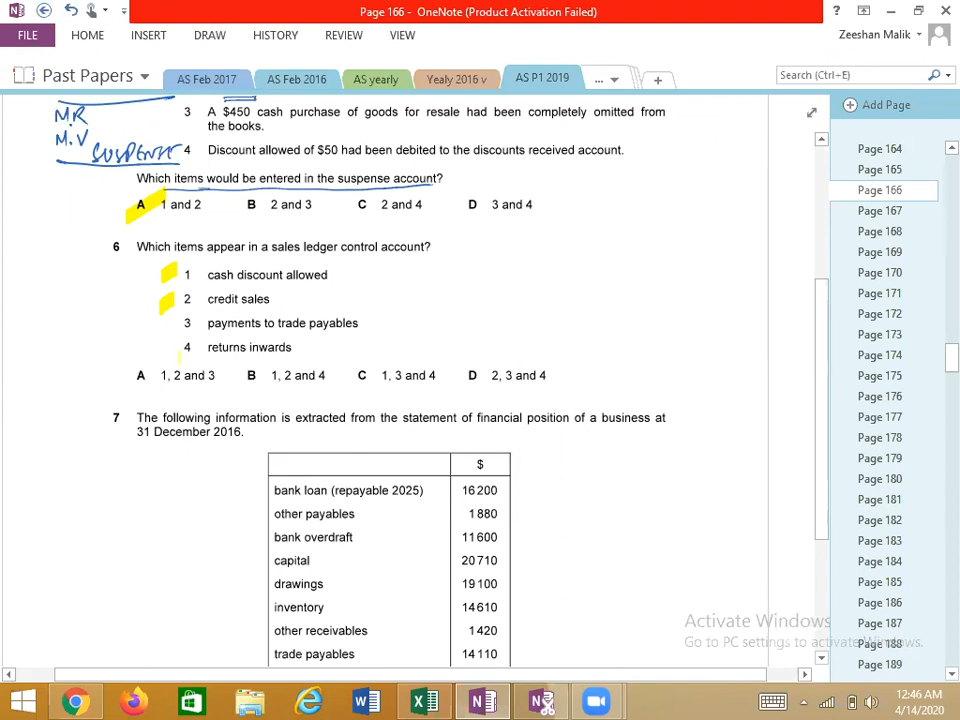 Page 166 - OneNote (Product Activation Failed)
FILE HOME INSERT DRAW HISTORY REVIEW VIEW
Zeeshan Malik
Past Papers AS Feb 2017 AS Feb 2016 AS yearly Yealy 2016 v AS P1 2019 ...
Search (Ctrl+E)
Add Page
M.R
M.V
SUSPENSE
3 A $450 cash purchase of goods for resale had been completely omitted from
the books.
4 Discount allowed of $50 had been debited to the discounts received account.
Which items would be entered in the suspense account?
A 1 and 2 B 2 and 3 C 2 and 4 D 3 and 4
6 Which items appear in a sales ledger control account?
1 cash discount allowed
2 credit sales
3 payments to trade payables
4 returns inwards
A 1, 2 and 3 B 1, 2 and 4 C 1, 3 and 4 D 2, 3 and 4
7 The following information is extracted from the statement of financial position of a business at
31 December 2016.
$
bank loan (repayable 2025) 16 200
other payables 1 880
bank overdraft 11 600
capital 20 710
drawings 19 100
inventory 14 610
other receivables 1 420
trade payables 14 110
Page 164
Page 165
Page 166
Page 167
Page 168
Page 169
Page 170
Page 171
Page 172
Page 173
Page 174
Page 175
Page 176
Page 177
Page 178
Page 179
Page 180
Page 181
Page 182
Page 183
Page 184
Page 185
Page 186
Page 187
Page 188
Page 189
Activate Windows
Go to PC settings to activate Windows.
12:46 AM
4/14/2020